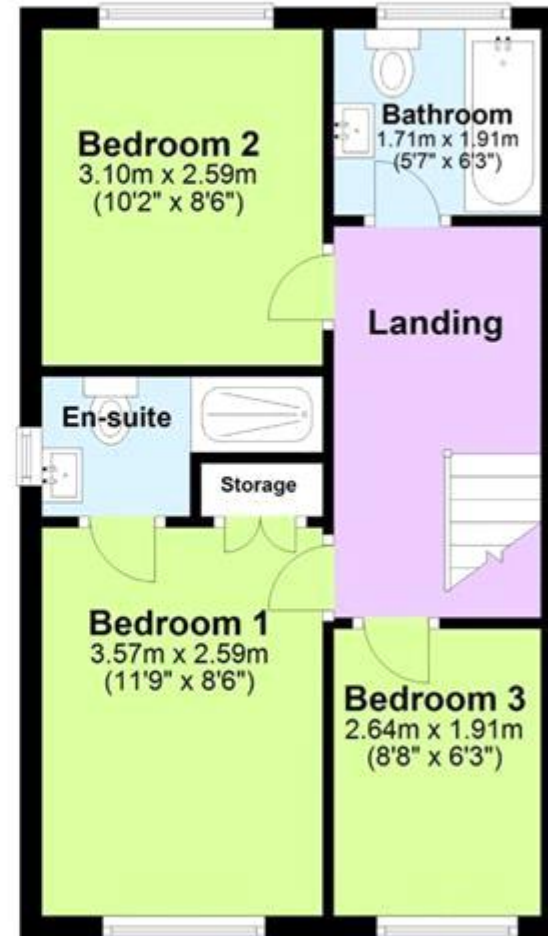 Bedroom 2
3.10m x 2.59m
(10'2" x 8'6")
Bathroom
1.71m x 1.91m
(5'7" x 6'3")
Landing
En-suite
Storage
Bedroom 1
3.57m x 2.59m
(11'9" x 8'6")
Bedroom 3
2.64m x 1.91m
(8'8" x 6'3")